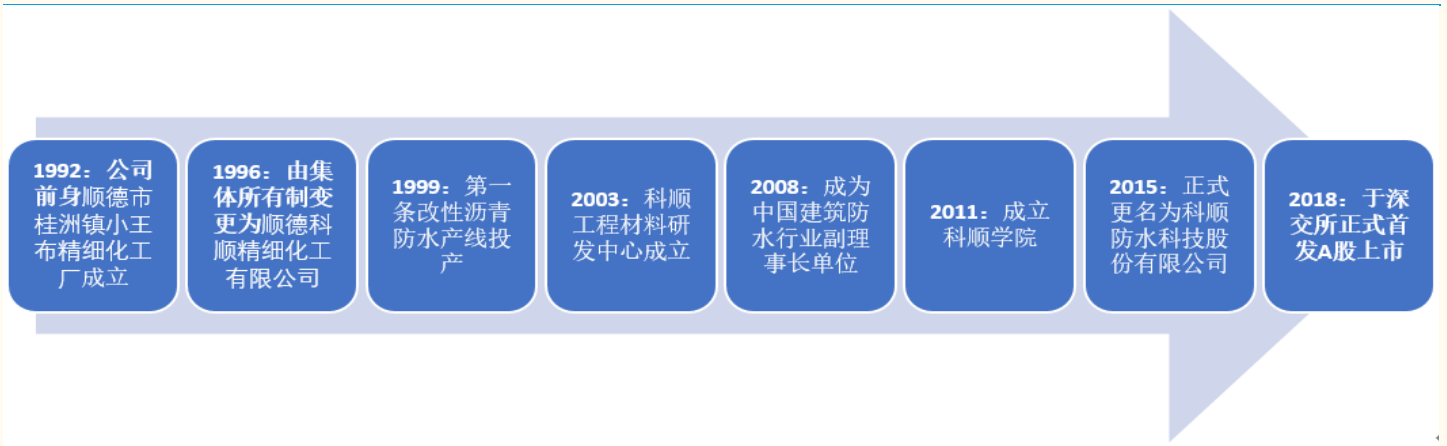 1992：公司
前身顺德市
桂洲镇小王
布精细化工
厂成立
1996：由集
体所有制变
更为顺德科
顺精细化工
有限公司
1999：第一
条改性沥青
防水产线投
产
2003：科顺
工程材料研
发中心成立
2008：成为
中国建筑防
水行业副理
事长单位
2011：成立
科顺学院
2015：正式
更名为科顺
防水科技股
份有限公司
2018：于深
交所正式首
发A股上市